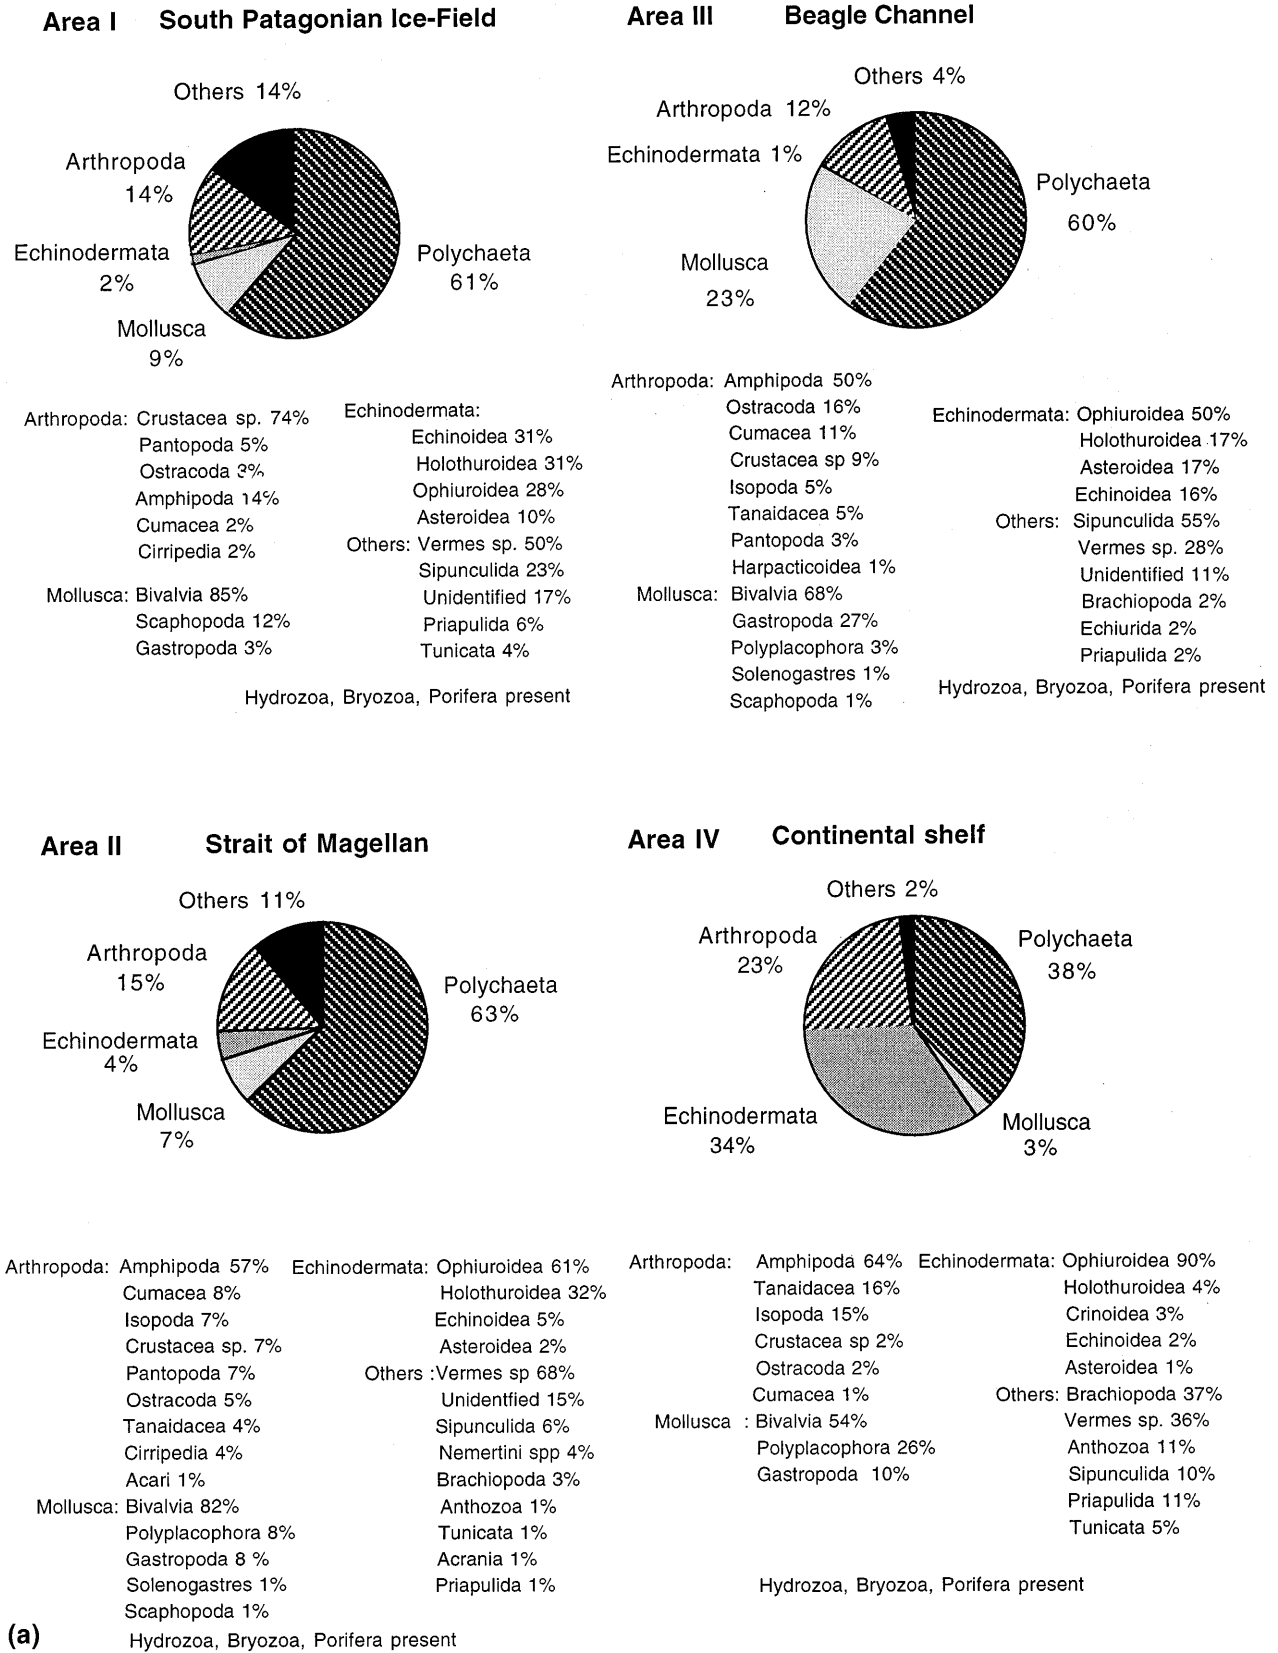 Area I South Patagonian Ice-Field
Others 14%
Arthropoda
14%
Echinodermata
2%
Mollusca
9%
Polychaeta
61%
Arthropoda: Crustacea sp. 74%
Pantopoda 5%
Ostracoda 3%
Amphipoda 14%
Cumacea 2%
Cirripedia 2%
Mollusca: Bivalvia 85%
Scaphopoda 12%
Gastropoda 3%
Echinodermata:
Echinoidea 31%
Holothuroidea 31%
Ophiuroidea 28%
Asteroidea 10%
Others: Vermes sp. 50%
Sipunculida 23%
Unidentified 17%
Priapulida 6%
Tunicata 4%
Hydrozoa, Bryozoa, Porifera present
Area III Beagle Channel
Others 4%
Arthropoda 12%
Echinodermata 1%
Mollusca
23%
Polychaeta
60%
Arthropoda: Amphipoda 50%
Ostracoda 16%
Cumacea 11%
Crustacea sp 9%
Isopoda 5%
Tanaidacea 5%
Pantopoda 3%
Harpacticoidea 1%
Mollusca: Bivalvia 68%
Gastropoda 27%
Polyplacophora 3%
Solenogastres 1%
Scaphopoda 1%
Echinodermata: Ophiuroidea 50%
Holothuroidea 17%
Asteroidea 17%
Echinoidea 16%
Others: Sipunculida 55%
Vermes sp. 28%
Unidentified 11%
Brachiopoda 2%
Echiurida 2%
Priapulida 2%
Hydrozoa, Bryozoa, Porifera present
Area II Strait of Magellan
Others 11%
Arthropoda
15%
Echinodermata
4%
Mollusca
7%
Polychaeta
63%
Arthropoda: Amphipoda 57%
Cumacea 8%
Isopoda 7%
Crustacea sp. 7%
Pantopoda 7%
Ostracoda 5%
Tanaidacea 4%
Cirripedia 4%
Acari 1%
Mollusca: Bivalvia 82%
Polyplacophora 8%
Gastropoda 8 %
Solenogastres 1%
Scaphopoda 1%
Echinodermata: Ophiuroidea 61%
Holothuroidea 32%
Echinoidea 5%
Asteroidea 2%
Others :Vermes sp 68%
Unidentfied 15%
Sipunculida 6%
Nemertini spp 4%
Brachiopoda 3%
Anthozoa 1%
Tunicata 1%
Acrania 1%
Priapulida 1%
Hydrozoa, Bryozoa, Porifera present
(a)
Area IV Continental shelf
Others 2%
Arthropoda
23%
Echinodermata
34%
Polychaeta
38%
Mollusca
3%
Arthropoda: Amphipoda 64%
Tanaidacea 16%
Isopoda 15%
Crustacea sp 2%
Ostracoda 2%
Cumacea 1%
Mollusca : Bivalvia 54%
Polyplacophora 26%
Gastropoda 10%
Echinodermata: Ophiuroidea 90%
Holothuroidea 4%
Crinoidea 3%
Echinoidea 2%
Asteroidea 1%
Others: Brachiopoda 37%
Vermes sp. 36%
Anthozoa 11%
Sipunculida 10%
Priapulida 11%
Tunicata 5%
Hydrozoa, Bryozoa, Porifera present